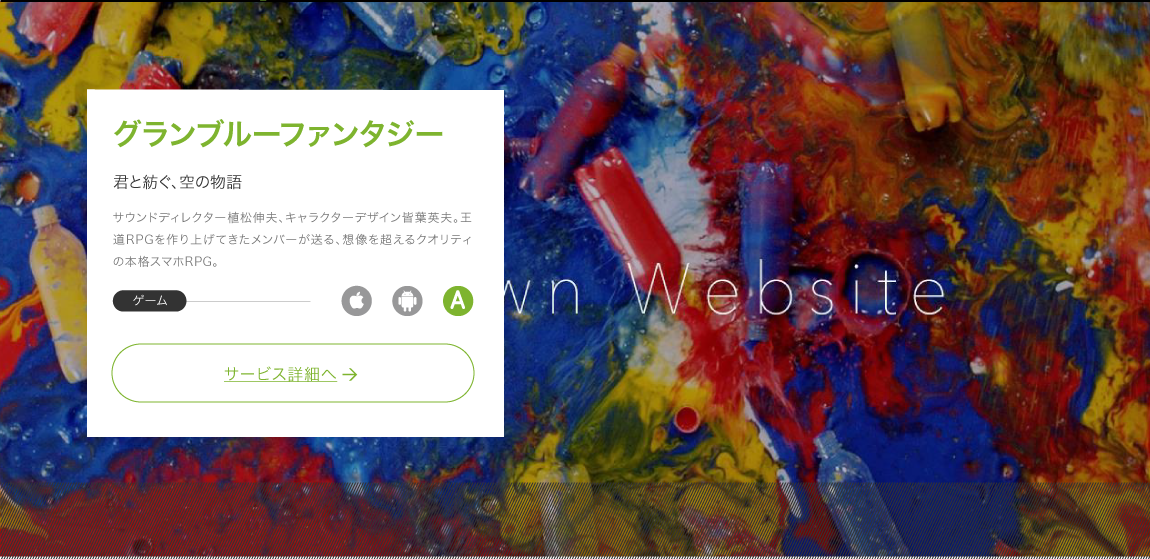 グランブルーファンタジー
君と紡ぐ、空の物語
サウンドディレクター植松伸夫、キャラクターデザイン皆葉英夫。王
道RPGを作り上げてきたメンバーが送る、想像を超えるクオリティ
の本格スマホRPG。
ゲーム
A
サービス詳細へ
wn Website